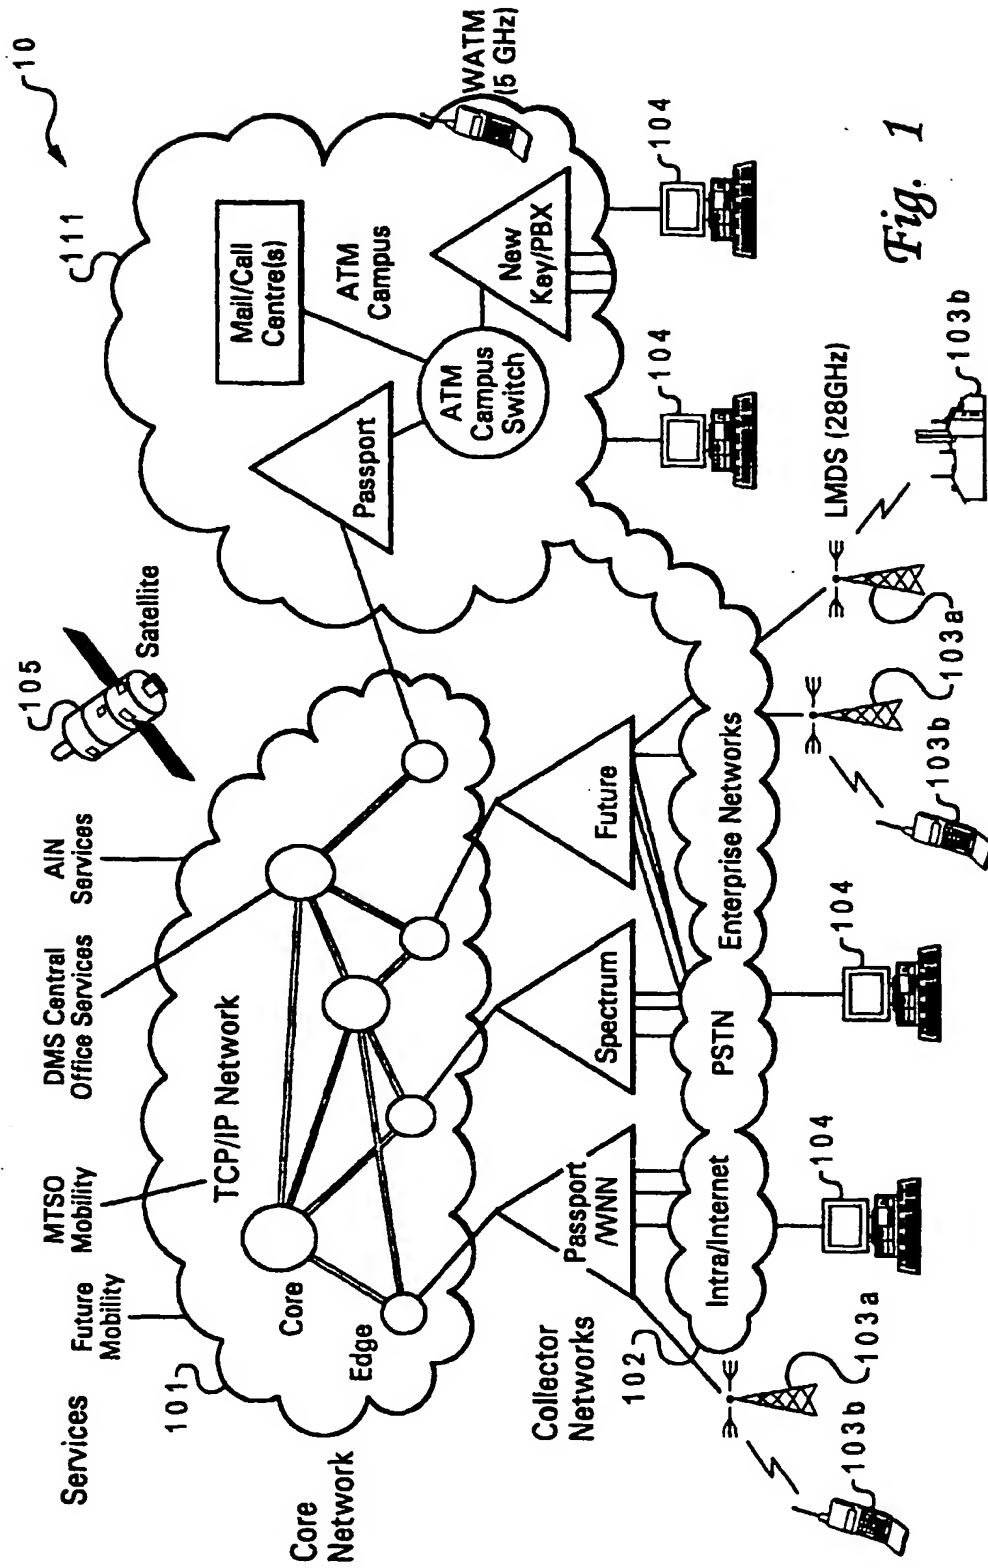 Services
Future
Mobility
MTSO
Mobility
DMS Central
Office Services
AIN
Services
105
Satellite
111
10
101
Core
Network
TCP/IP Network
Core
Edge
Passport
Mail/Call
Centre(s)
ATM
Campus
ATM
Campus
Switch
New
Key/PBX
WATM
(5 GHz)
Collector
Networks
Passport
/WNN
Spectrum
Future
102
Intra/Internet
PSTN
Enterprise Networks
104
104
103b
103a
104
104
103b
103a
103a
LMDS (28GHz)
103b
Fig. 1